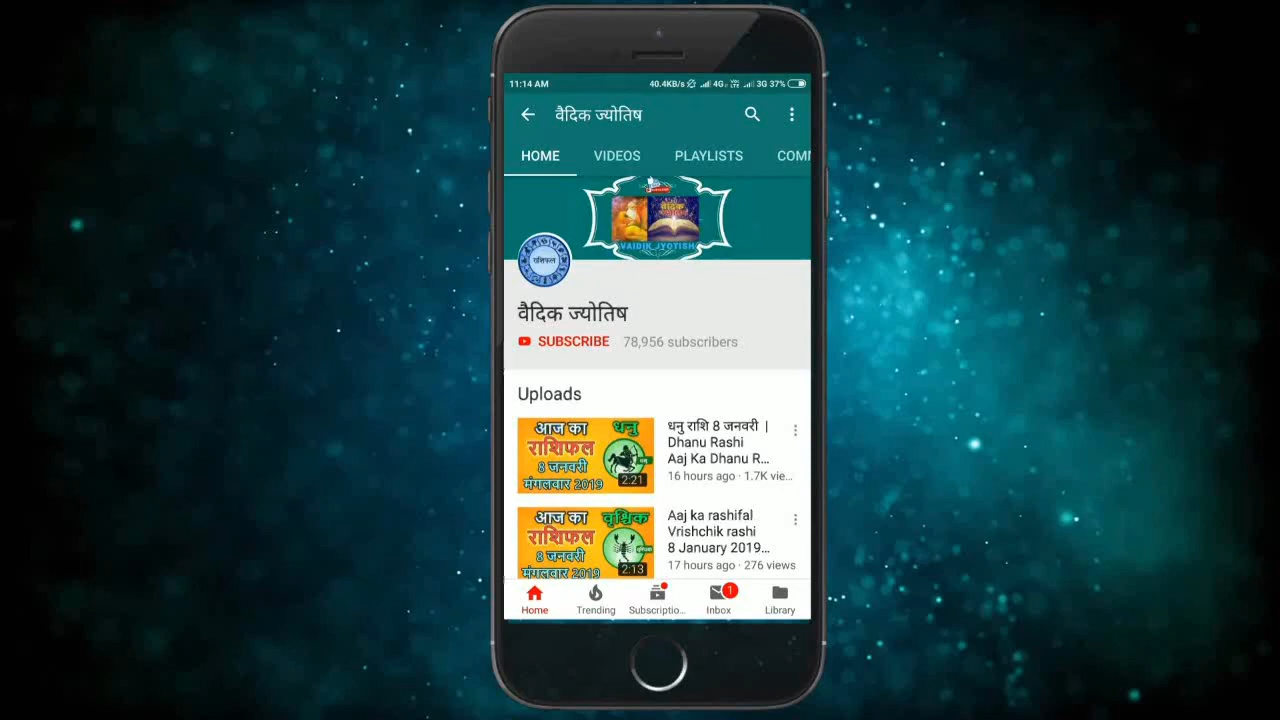 11:14 AM
40.4KB/s 4G VoLTE 3G 37%
वैदिक ज्योतिष
HOME VIDEOS PLAYLISTS COMM
वैदिक
VAIDIK JYOTISH
राशिफल
वैदिक ज्योतिष
SUBSCRIBE 78,956 subscribers
Uploads
आज का धनु
राशिफल
8 जनवरी
मंगलवार 2019
2:21
धनु राशि 8 जनवरी |
Dhanu Rashi
Aaj Ka Dhanu R...
16 hours ago · 1.7K vie...
आज का वृश्चिक
राशिफल
8 जनवरी
मंगलवार 2019
2:13
Aaj ka rashifal
Vrishchik rashi
8 January 2019...
17 hours ago · 276 views
1
Home Trending Subscriptio... Inbox Library